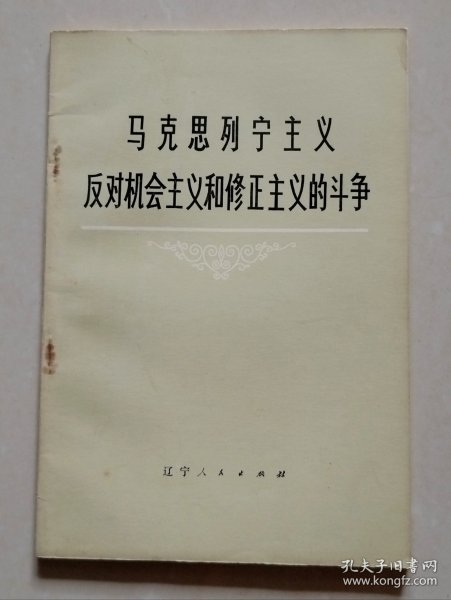 马克思列宁主义
反对机会主义和修正主义的斗争
辽宁人民出版社
孔夫子旧书网
www.kongfz.com